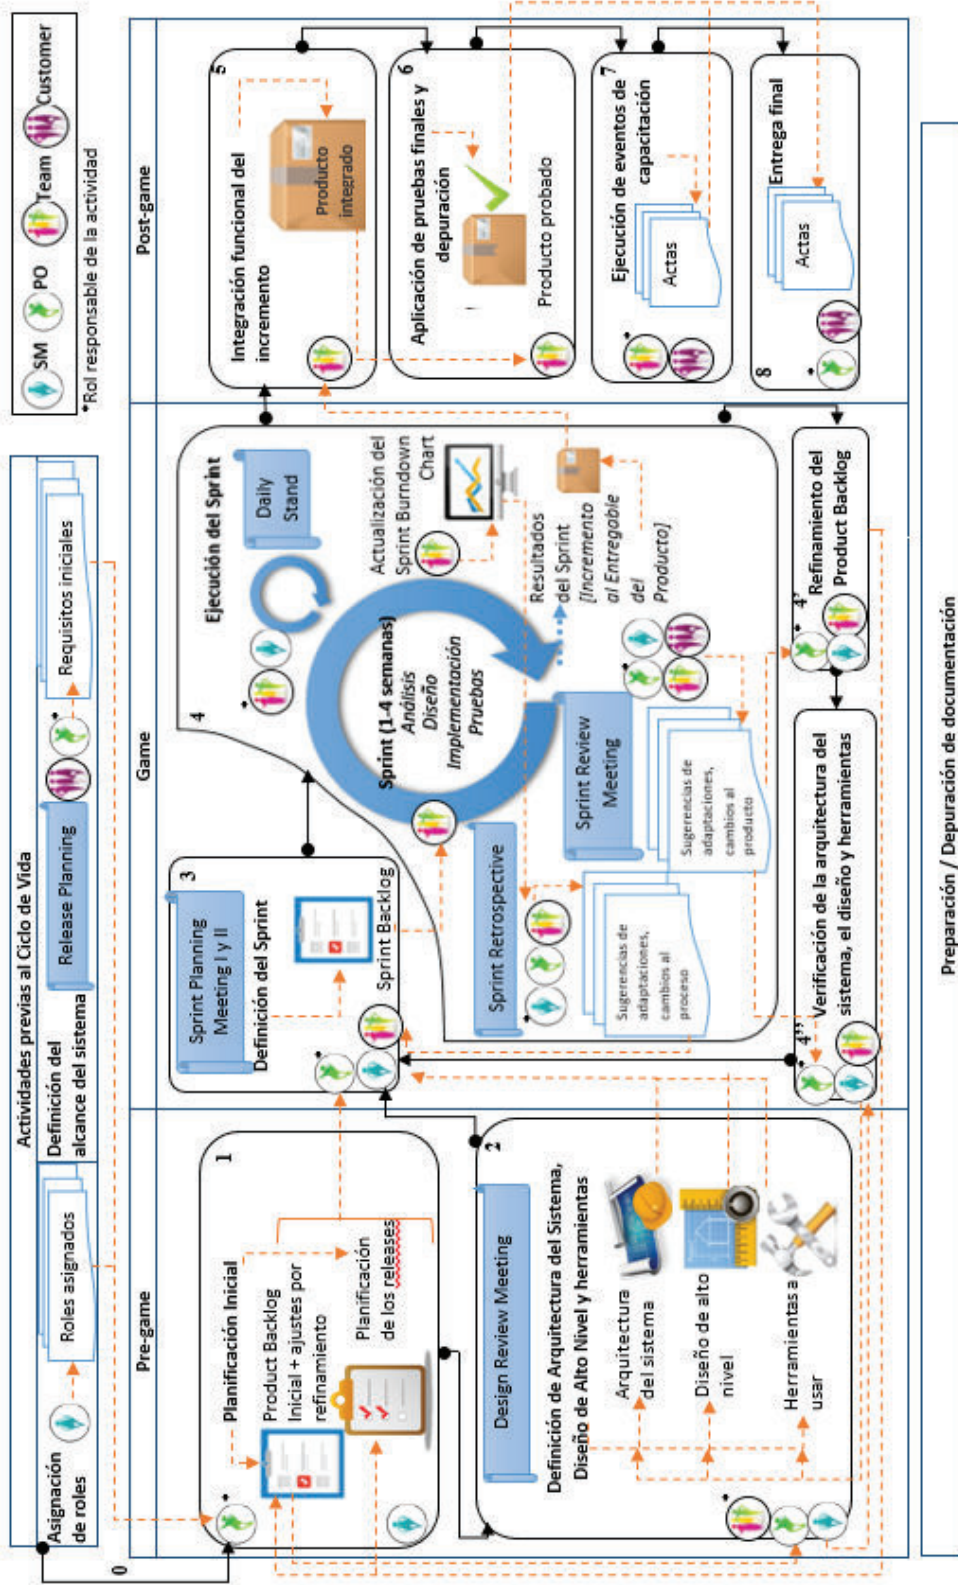 SM
PO
Team
Customer
*Rol responsable de la actividad
Actividades previas al Ciclo de Vida
Asignación
de roles
Roles asignados
Definición del
alcance del sistema
Release Planning
*
Requisitos iniciales
0
Pre-game
Game
Post-game
1
Planificación Inicial
Product Backlog
Inicial + ajustes por
refinamiento
Planificación
de los releases
*
2
Design Review Meeting
Definición de Arquitectura del Sistema,
Diseño de Alto Nivel y herramientas
Arquitectura
del sistema
Diseño de alto
nivel
Herramientas a
usar
*
3
Sprint Planning
Meeting I y II
Definición del Sprint
Sprint Backlog
*
4
Ejecución del Sprint
Daily
Stand
*
Sprint (1-4 semanas)
Análisis
Diseño
Implementación
Pruebas
Actualización del
Sprint Burndown
Chart
Resultados
del Sprint
[Incremento
al Entregable
del
Producto]
Sprint Review
Meeting
*
Sugerencias de
adaptaciones,
cambios al
producto
Sprint Retrospective
*
Sugerencias de
adaptaciones,
cambios al
proceso
4’
*
Refinamiento del
Product Backlog
4’’
*
Verificación de la arquitectura del
sistema, el diseño y herramientas
5
Integración funcional del
incremento
Producto
integrado
6
Aplicación de pruebas finales y
depuración
Producto probado
7
Ejecución de eventos de
capacitación
Actas
*
8
Entrega final
Actas
*
Preparación / Depuración de documentación